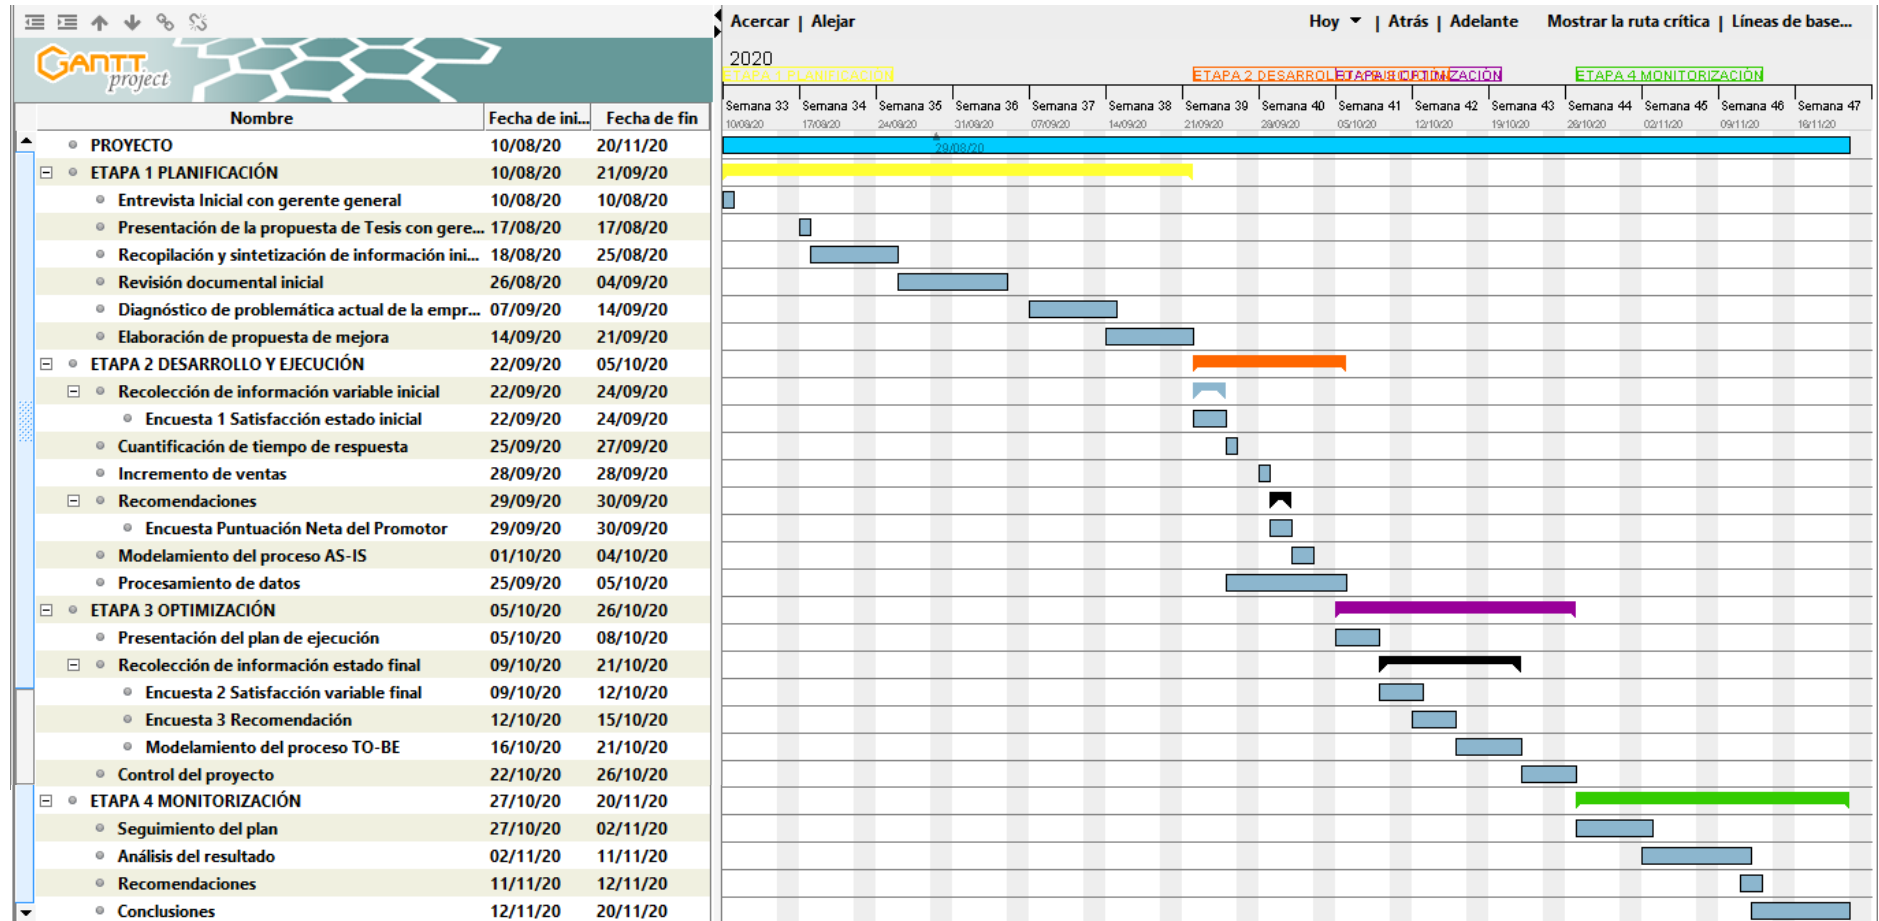 Acercar | Alejar
Hoy ▼ | Atrás | Adelante Mostrar la ruta crítica | Líneas de base...
GANTT
project
2020
ETAPA 1 PLANIFICACIÓN
ETAPA 2 DESARROL
ETAPA 3 OPTIMIZACIÓN
ETAPA 4 MONITORIZACIÓN
Nombre Fecha de ini... Fecha de fin
Semana 33 Semana 34 Semana 35 Semana 36 Semana 37 Semana 38 Semana 39 Semana 40 Semana 41 Semana 42 Semana 43 Semana 44 Semana 45 Semana 46 Semana 47
10/08/20 17/08/20 24/08/20 31/08/20 07/09/20 14/09/20 21/09/20 28/09/20 05/10/20 12/10/20 19/10/20 26/10/20 02/11/20 09/11/20 16/11/20
PROYECTO 10/08/20 20/11/20
29/08/20
ETAPA 1 PLANIFICACIÓN 10/08/20 21/09/20
Entrevista Inicial con gerente general 10/08/20 10/08/20
Presentación de la propuesta de Tesis con gere... 17/08/20 17/08/20
Recopilación y sintetización de información ini... 18/08/20 25/08/20
Revisión documental inicial 26/08/20 04/09/20
Diagnóstico de problemática actual de la empr... 07/09/20 14/09/20
Elaboración de propuesta de mejora 14/09/20 21/09/20
ETAPA 2 DESARROLLO Y EJECUCIÓN 22/09/20 05/10/20
Recolección de información variable inicial 22/09/20 24/09/20
Encuesta 1 Satisfacción estado inicial 22/09/20 24/09/20
Cuantificación de tiempo de respuesta 25/09/20 27/09/20
Incremento de ventas 28/09/20 28/09/20
Recomendaciones 29/09/20 30/09/20
Encuesta Puntuación Neta del Promotor 29/09/20 30/09/20
Modelamiento del proceso AS-IS 01/10/20 04/10/20
Procesamiento de datos 25/09/20 05/10/20
ETAPA 3 OPTIMIZACIÓN 05/10/20 26/10/20
Presentación del plan de ejecución 05/10/20 08/10/20
Recolección de información estado final 09/10/20 21/10/20
Encuesta 2 Satisfacción variable final 09/10/20 12/10/20
Encuesta 3 Recomendación 12/10/20 15/10/20
Modelamiento del proceso TO-BE 16/10/20 21/10/20
Control del proyecto 22/10/20 26/10/20
ETAPA 4 MONITORIZACIÓN 27/10/20 20/11/20
Seguimiento del plan 27/10/20 02/11/20
Análisis del resultado 02/11/20 11/11/20
Recomendaciones 11/11/20 12/11/20
Conclusiones 12/11/20 20/11/20